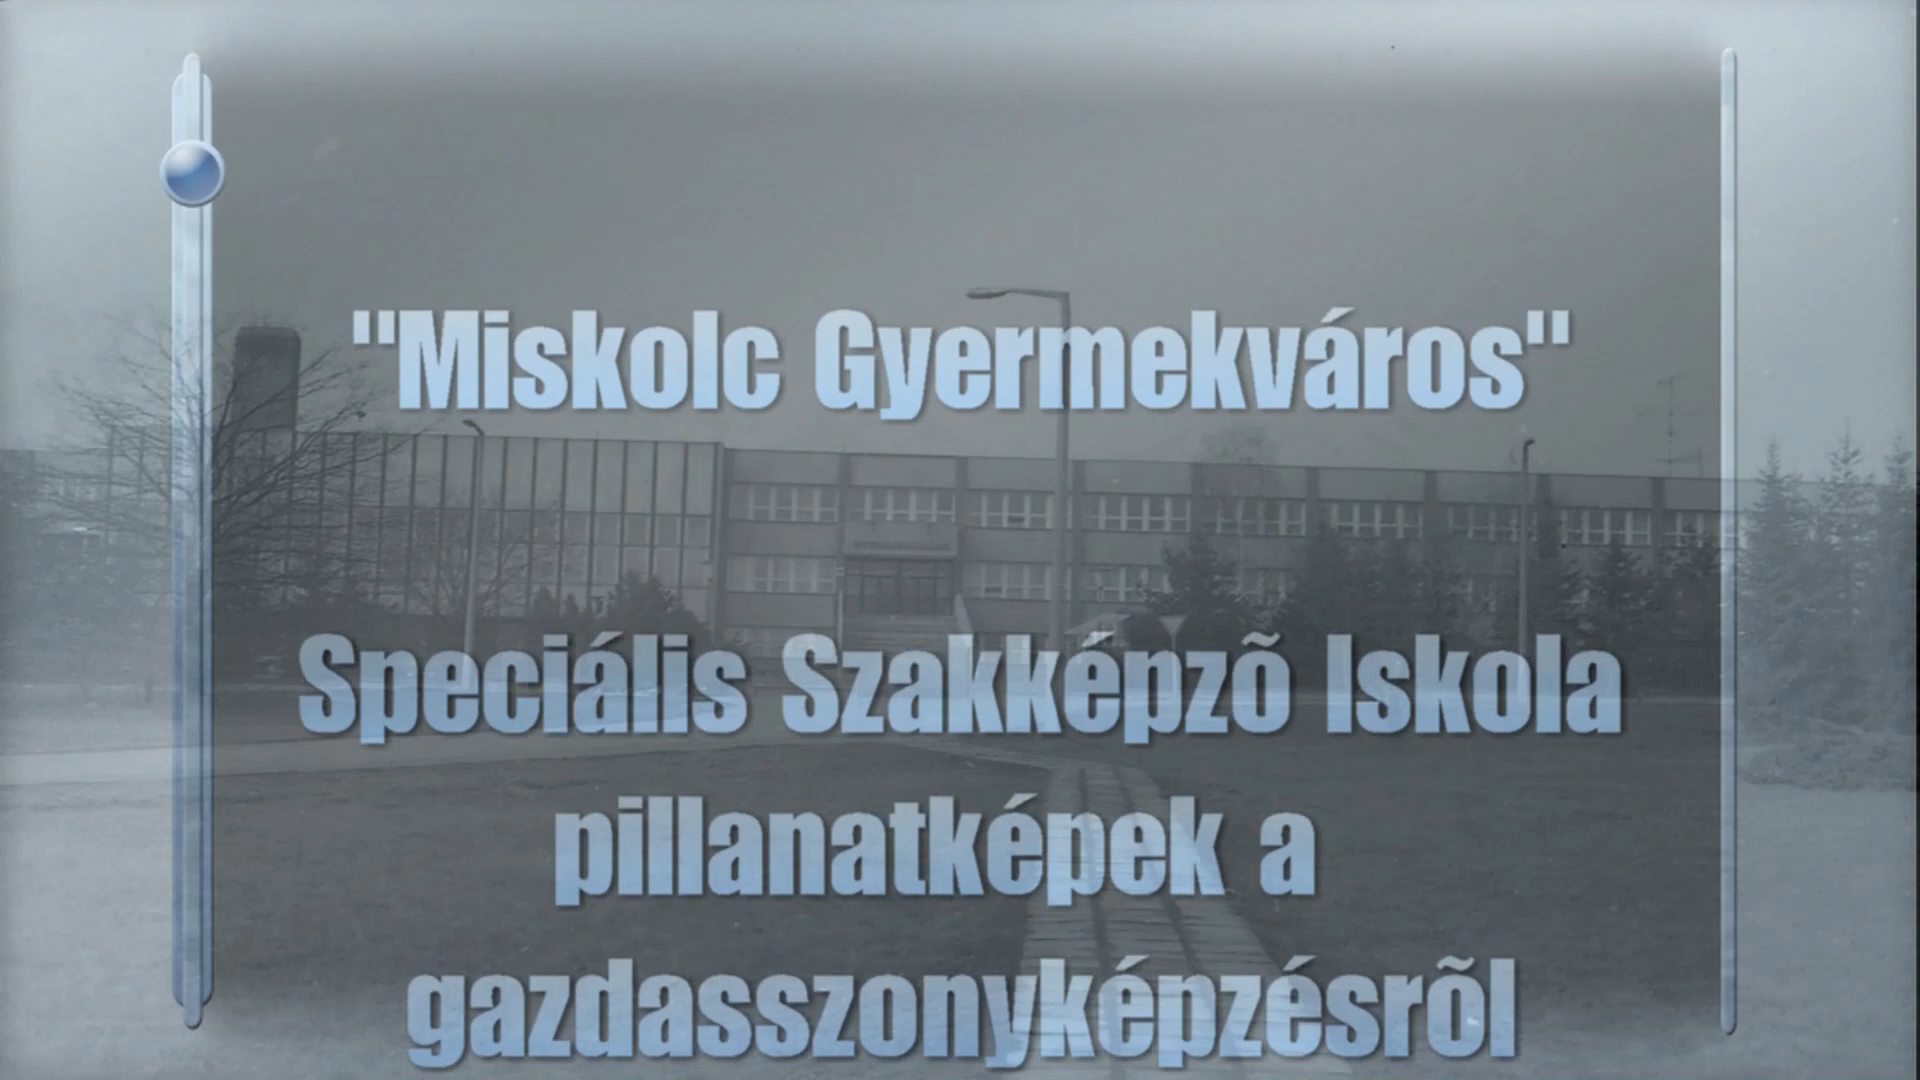 "Miskolc Gyermekváros"
Speciális Szakképzõ Iskola
pillanatképek a
gazdasszonyképzésrõl